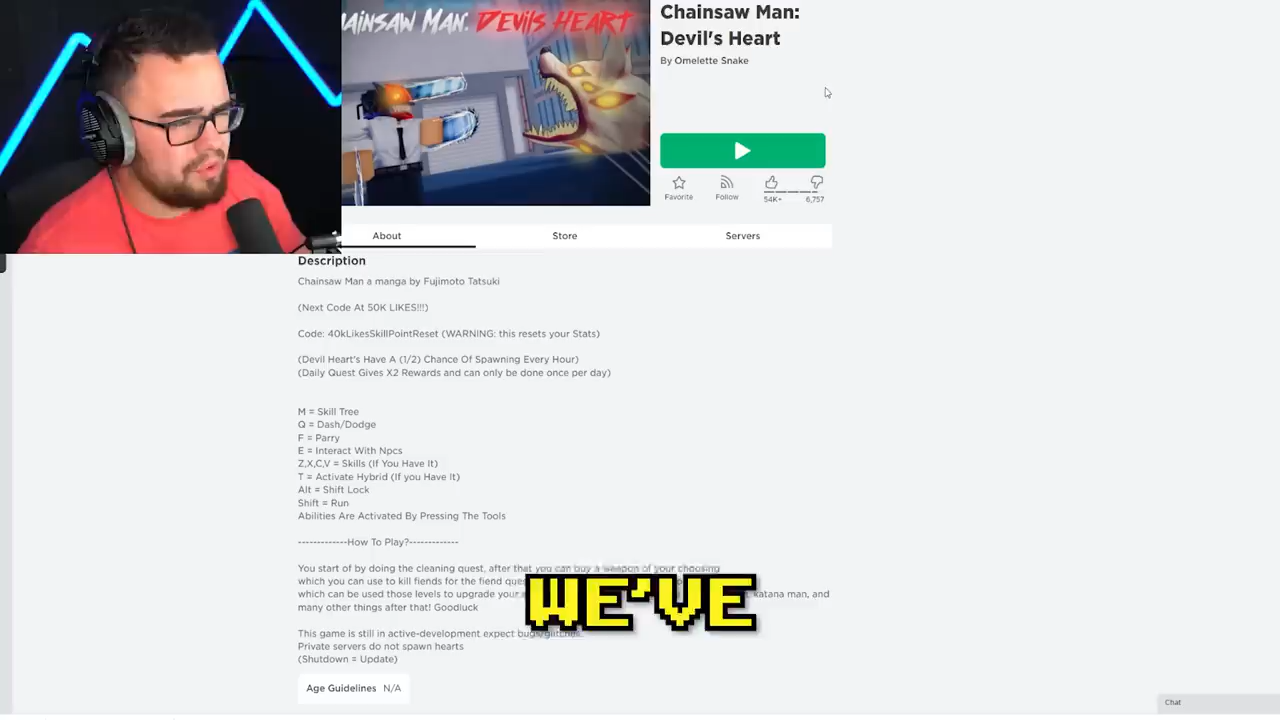 AINSAW MAN: DEVILS HEART
Chainsaw Man:
Devil's Heart
By Omelette Snake
Favorite
Follow
54K+
6,757
About
Store
Servers
Description
Chainsaw Man a manga by Fujimoto Tatsuki
(Next Code At 50K LIKES!!!)
Code: 40kLikesSkillPointReset (WARNING: this resets your Stats)
(Devil Heart's Have A (1/2) Chance Of Spawning Every Hour)
(Daily Quest Gives X2 Rewards and can only be done once per day)
M = Skill Tree
Q = Dash/Dodge
F = Parry
E = Interact With Npcs
Z,X,C,V = Skills (If You Have It)
T = Activate Hybrid (If you Have It)
Alt = Shift Lock
Shift = Run
Abilities Are Activated By Pressing The Tools
-------------How To Play?-------------
You start of by doing the cleaning quest, after that you can buy a weapon of your choosing
which you can use to kill fiends for the fiend
which can be used those levels to upgrade your katana man, and
many other things after that! Goodluck
WE'VE
This game is still in active-development expect bugs/glitches.
Private servers do not spawn hearts
(Shutdown = Update)
Age Guidelines N/A
Chat